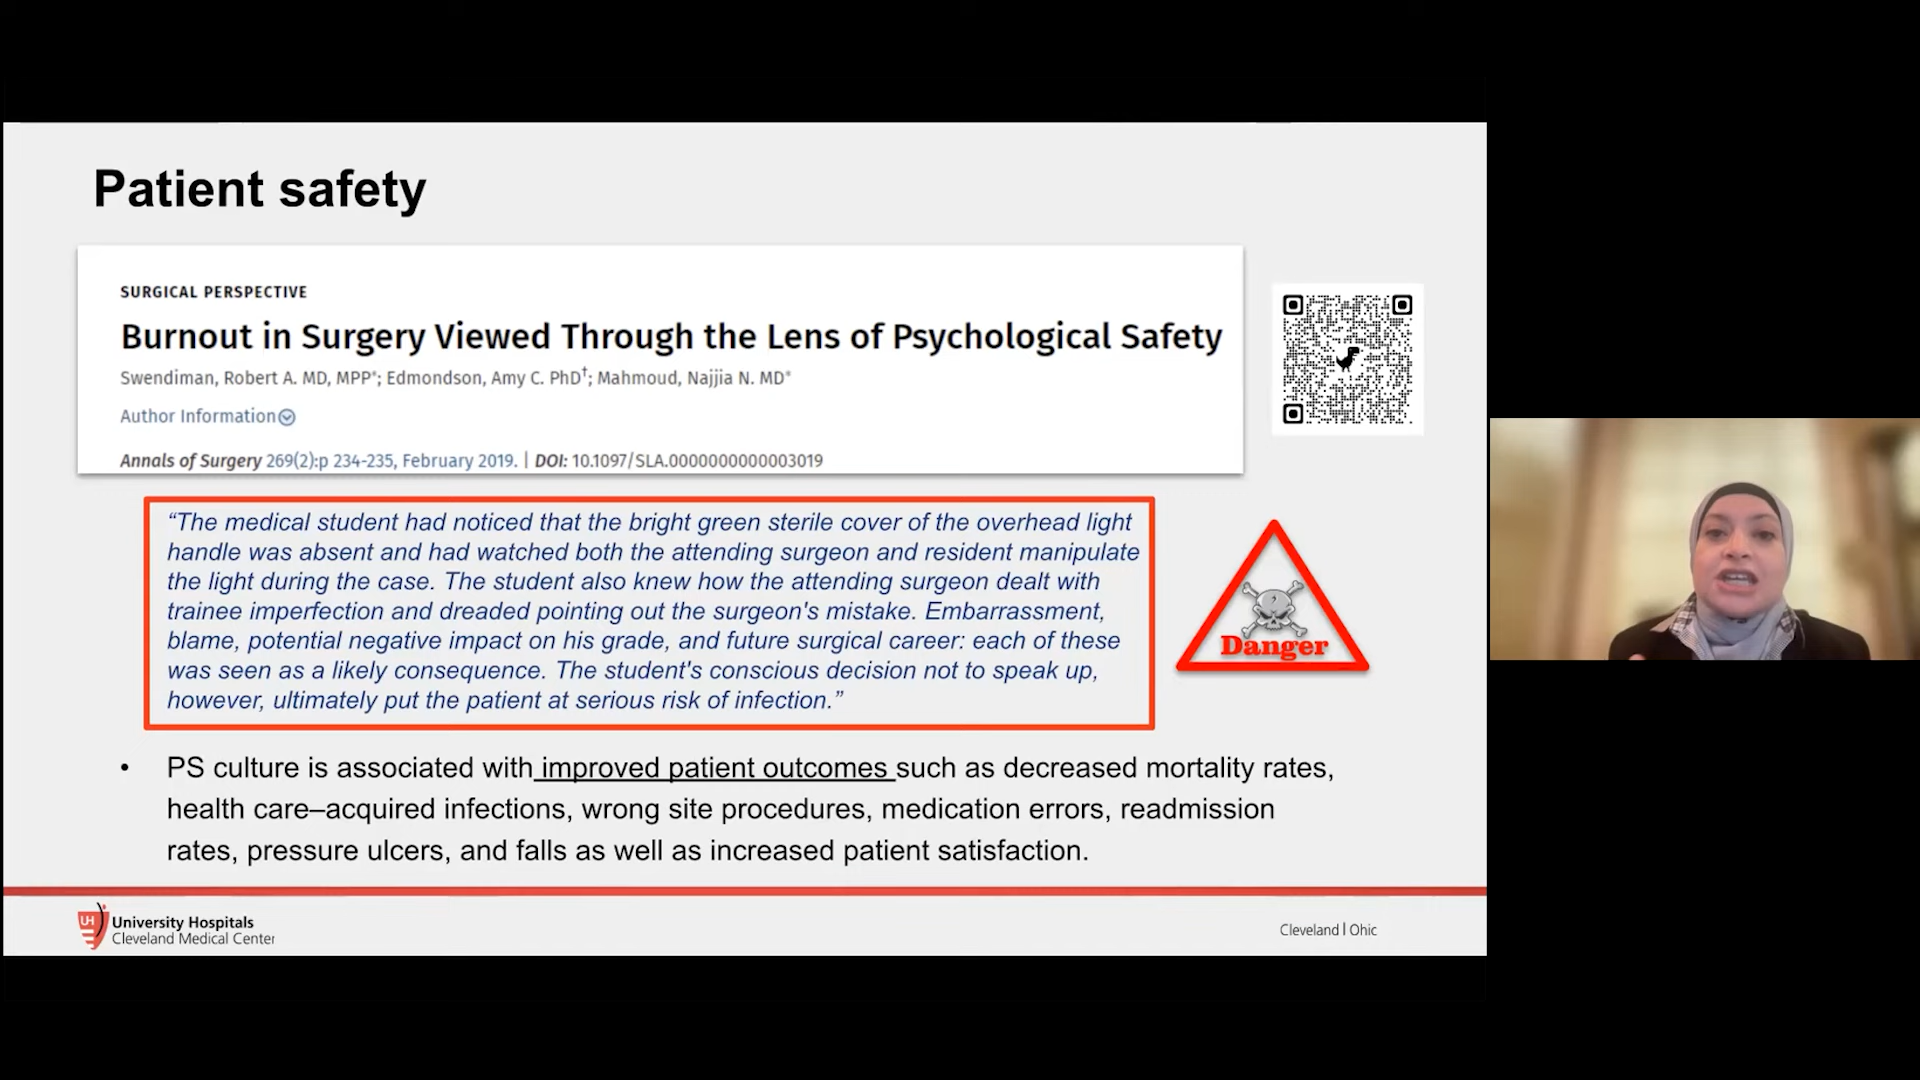 Patient safety
SURGICAL PERSPECTIVE
Burnout in Surgery Viewed Through the Lens of Psychological Safety
Swendiman, Robert A. MD, MPP*; Edmondson, Amy C. PhD†; Mahmoud, Najjia N. MD*
Author Information
Annals of Surgery 269(2):p 234-235, February 2019. | DOI: 10.1097/SLA.0000000000003019
“The medical student had noticed that the bright green sterile cover of the overhead light
handle was absent and had watched both the attending surgeon and resident manipulate
the light during the case. The student also knew how the attending surgeon dealt with
trainee imperfection and dreaded pointing out the surgeon's mistake. Embarrassment,
blame, potential negative impact on his grade, and future surgical career: each of these
was seen as a likely consequence. The student's conscious decision not to speak up,
however, ultimately put the patient at serious risk of infection.”
Danger
• PS culture is associated with improved patient outcomes such as decreased mortality rates,
health care–acquired infections, wrong site procedures, medication errors, readmission
rates, pressure ulcers, and falls as well as increased patient satisfaction.
UH
University Hospitals
Cleveland Medical Center
Cleveland | Ohio